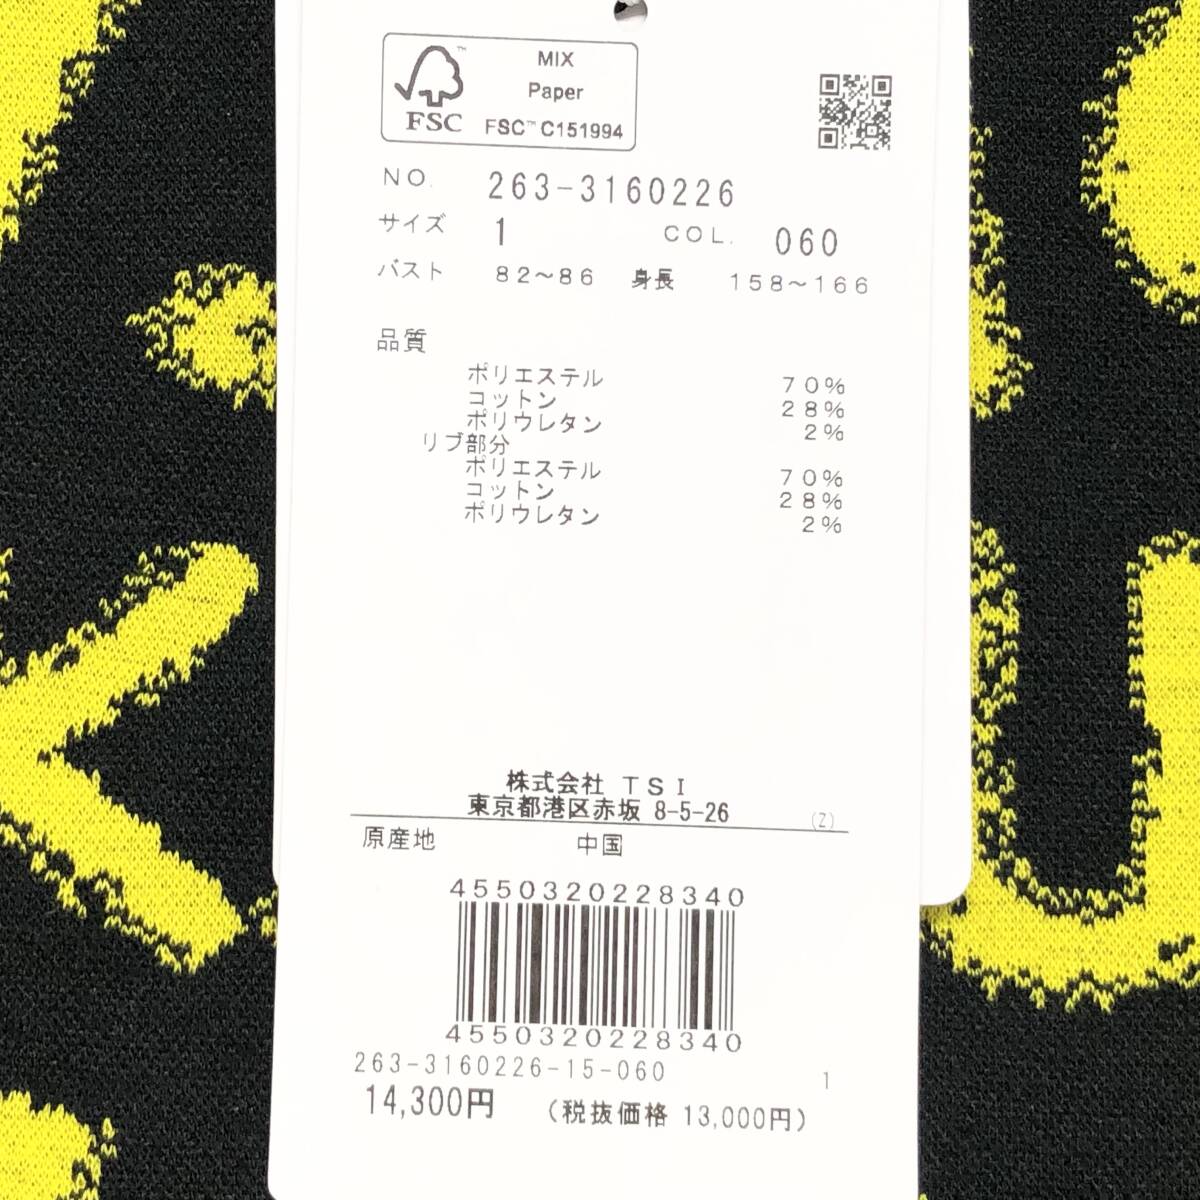 MIX
Paper
FSC™ FSC™ C151994
NO. 263-3160226
サイズ 1 COL. 060
バスト 82～86 身長 158～166
品質
ポリエステル 70%
コットン 28%
ポリウレタン 2%
リブ部分
ポリエステル 70%
コットン 28%
ポリウレタン 2%
株式会社 TSI
東京都港区赤坂 8-5-26
(Z)
原産地 中国
4550320228340
4550320228340
263-3160226-15-060 1
14,300円 （税抜価格 13,000円）